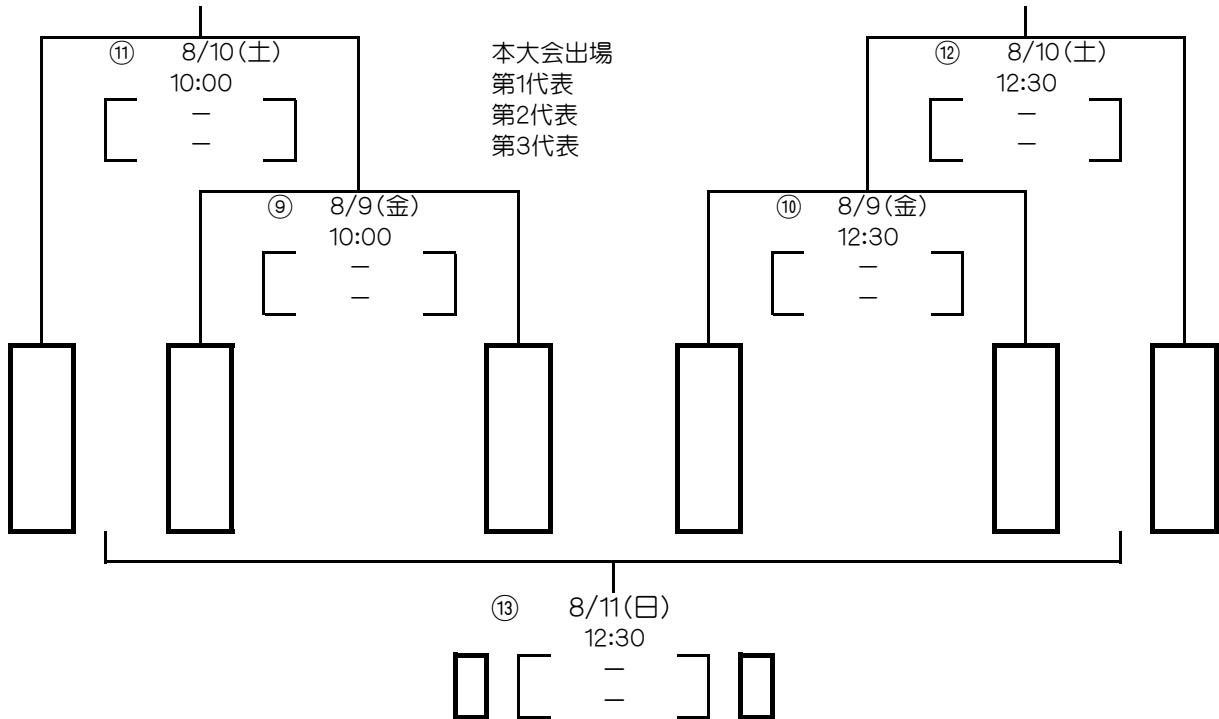 ⑪ 8/10(土)
10:00
－
－
本大会出場
第1代表
第2代表
第3代表
⑫ 8/10(土)
12:30
－
－
⑨ 8/9(金)
10:00
－
－
⑩ 8/9(金)
12:30
－
－
⑬ 8/11(日)
12:30
－
－